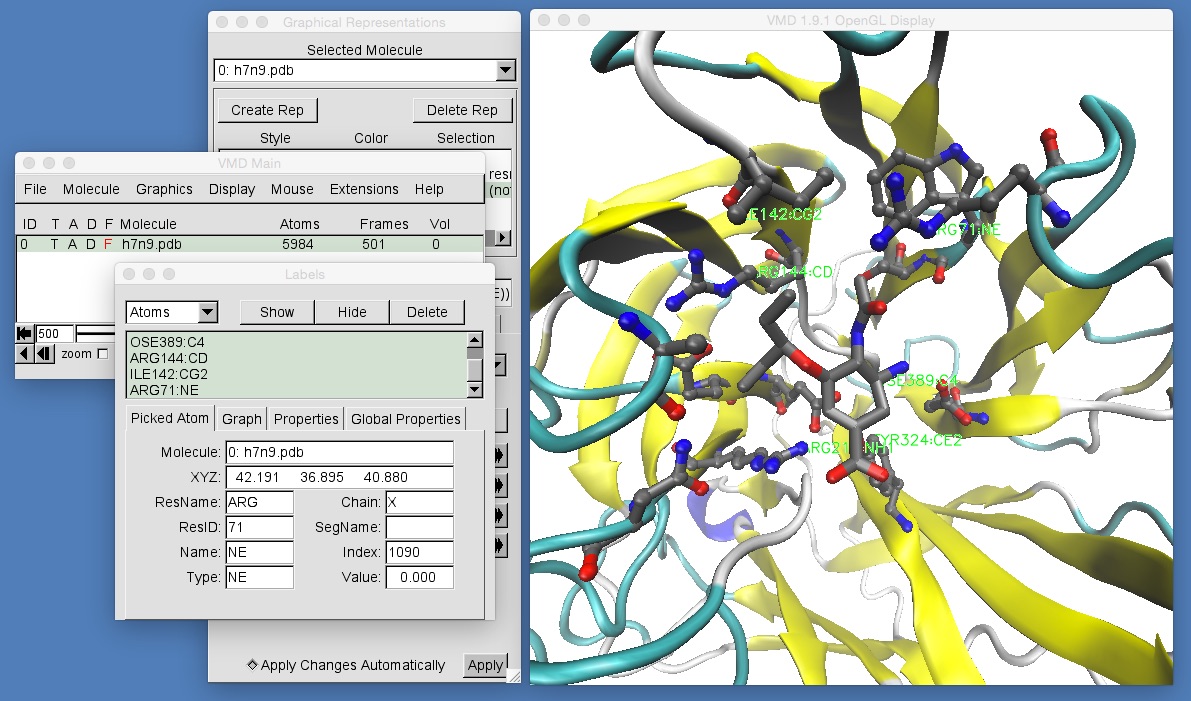 Graphical Representations
Selected Molecule
0: h7n9.pdb
Create Rep
Delete Rep
Style Color Selection
resi
(not
VMD Main
File Molecule Graphics Display Mouse Extensions Help
ID T A D F Molecule Atoms Frames Vol
0 T A D F h7n9.pdb 5984 501 0
E))
500
zoom
Labels
Atoms
Show
Hide
Delete
OSE389:C4
ARG144:CD
ILE142:CG2
ARG71:NE
Picked Atom Graph Properties Global Properties
Molecule: 0: h7n9.pdb
XYZ: 42.191 36.895 40.880
ResName: ARG Chain: X
ResID: 71 SegName:
Name: NE Index: 1090
Type: NE Value: 0.000
Apply Changes Automatically
Apply
VMD 1.9.1 OpenGL Display
LE142:CG2
RG71:NE
RG144:CD
SE389:C4
TYR324:CE2